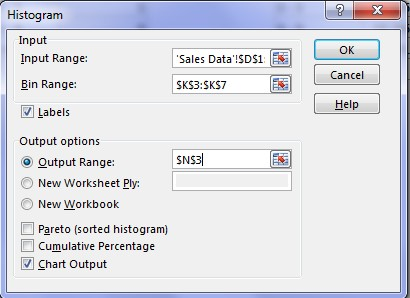 Histogram
?
Input
Input Range:
'Sales Data'!$D$1:
OK
Bin Range:
$K$3:$K$7
Cancel
Labels
Help
Output options
Output Range:
$N$3
New Worksheet Ply:
New Workbook
Pareto (sorted histogram)
Cumulative Percentage
Chart Output